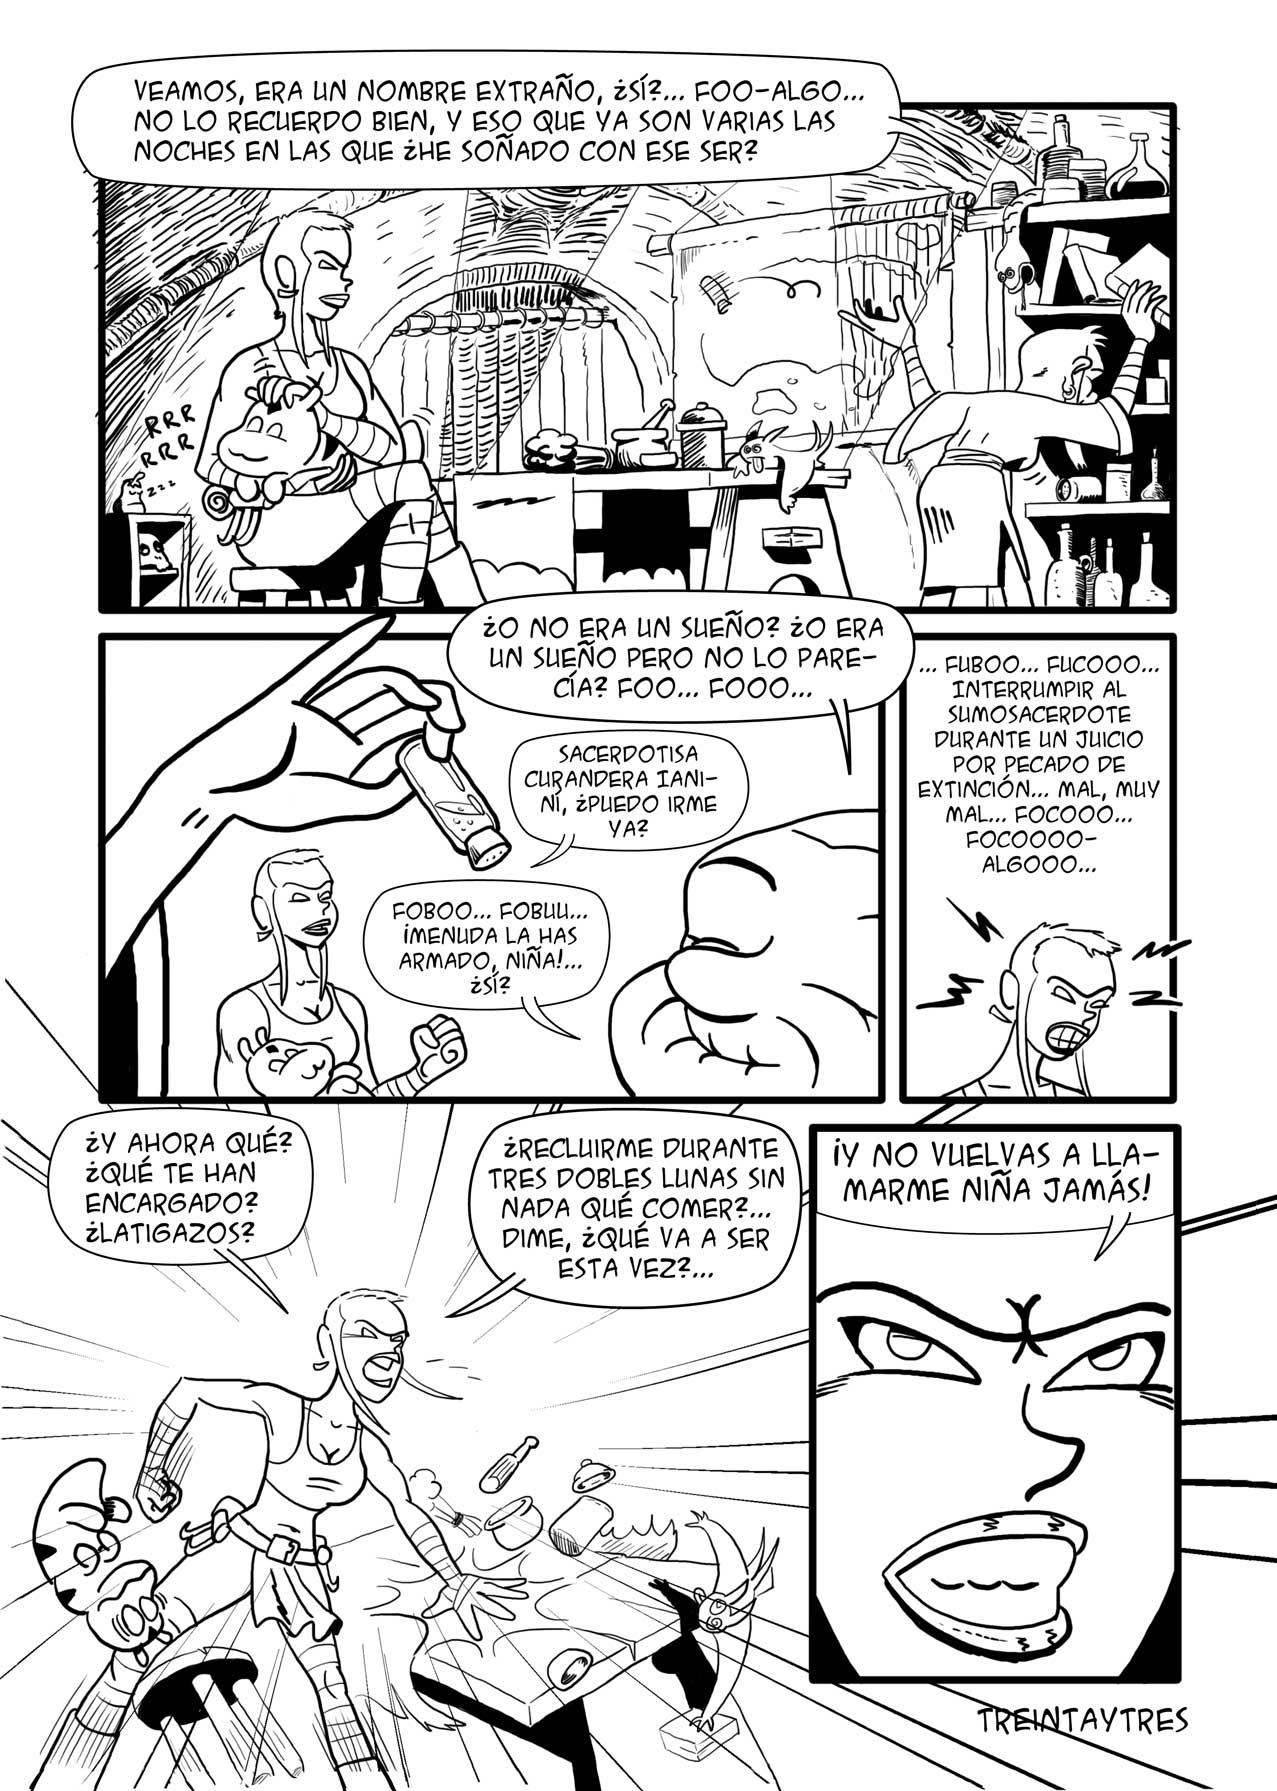 VEAMOS, ERA UN NOMBRE EXTRAÑO, ¿SÍ?... FOO-ALGO...
NO LO RECUERDO BIEN, Y ESO QUE YA SON VARIAS LAS
NOCHES EN LAS QUE ¿HE SOÑADO CON ESE SER?
RRR
RRR
RRR
ZZZ
¿O NO ERA UN SUEÑO? ¿O ERA
UN SUEÑO PERO NO LO PARE-
CÍA? FOO... FOOO...
SACERDOTISA
CURANDERA IANI-
NÍ, ¿PUEDO IRME
YA?
FOBOO... FOBUU...
¡MENUDA LA HAS
ARMADO, NIÑA!...
¿SÍ?
... FUBOO... FUCOOO...
INTERRUMPIR AL
SUMOSACERDOTE
DURANTE UN JUICIO
POR PECADO DE
EXTINCIÓN... MAL, MUY
MAL... FOCOOO...
FOCOOOO-
ALGOOO...
¿Y AHORA QUÉ?
¿QUÉ TE HAN
ENCARGADO?
¿LATIGAZOS?
¿RECLUIRME DURANTE
TRES DOBLES LUNAS SIN
NADA QUÉ COMER?...
DIME, ¿QUÉ VA A SER
ESTA VEZ?...
¡Y NO VUELVAS A LLA-
MARME NIÑA JAMÁS!
TREINTAYTRES